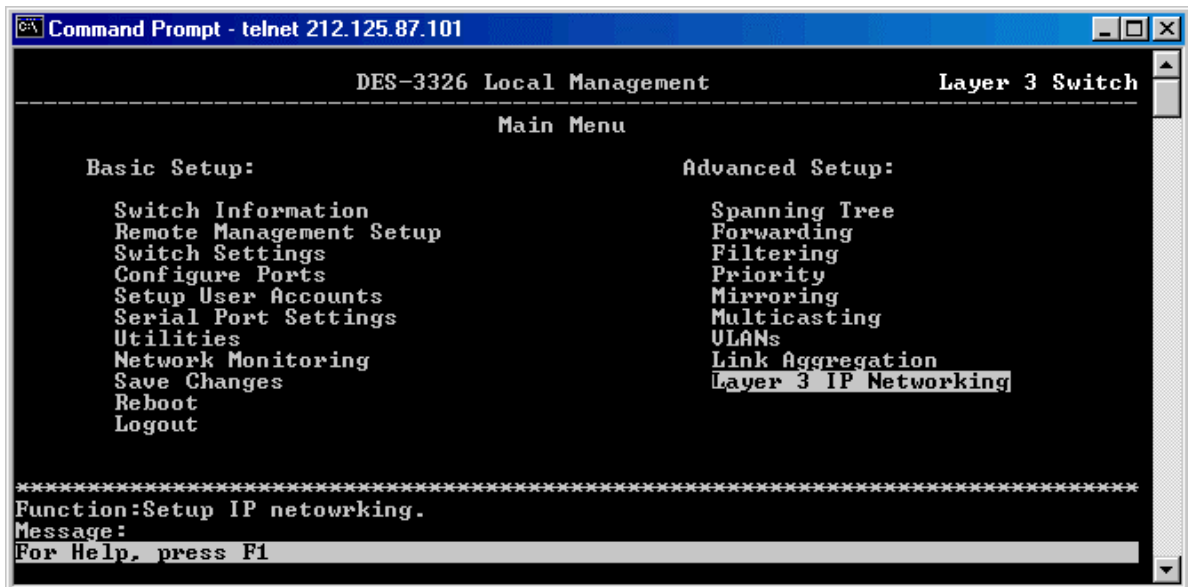 Command Prompt - telnet 212.125.87.101
DES-3326 Local Management Layer 3 Switch
Main Menu
Basic Setup: Advanced Setup:
Switch Information Spanning Tree
Remote Management Setup Forwarding
Switch Settings Filtering
Configure Ports Priority
Setup User Accounts Mirroring
Serial Port Settings Multicasting
Utilities VLANs
Network Monitoring Link Aggregation
Save Changes Layer 3 IP Networking
Reboot
Logout
*******************************************************************************
Function:Setup IP netowrking.
Message:
For Help, press F1